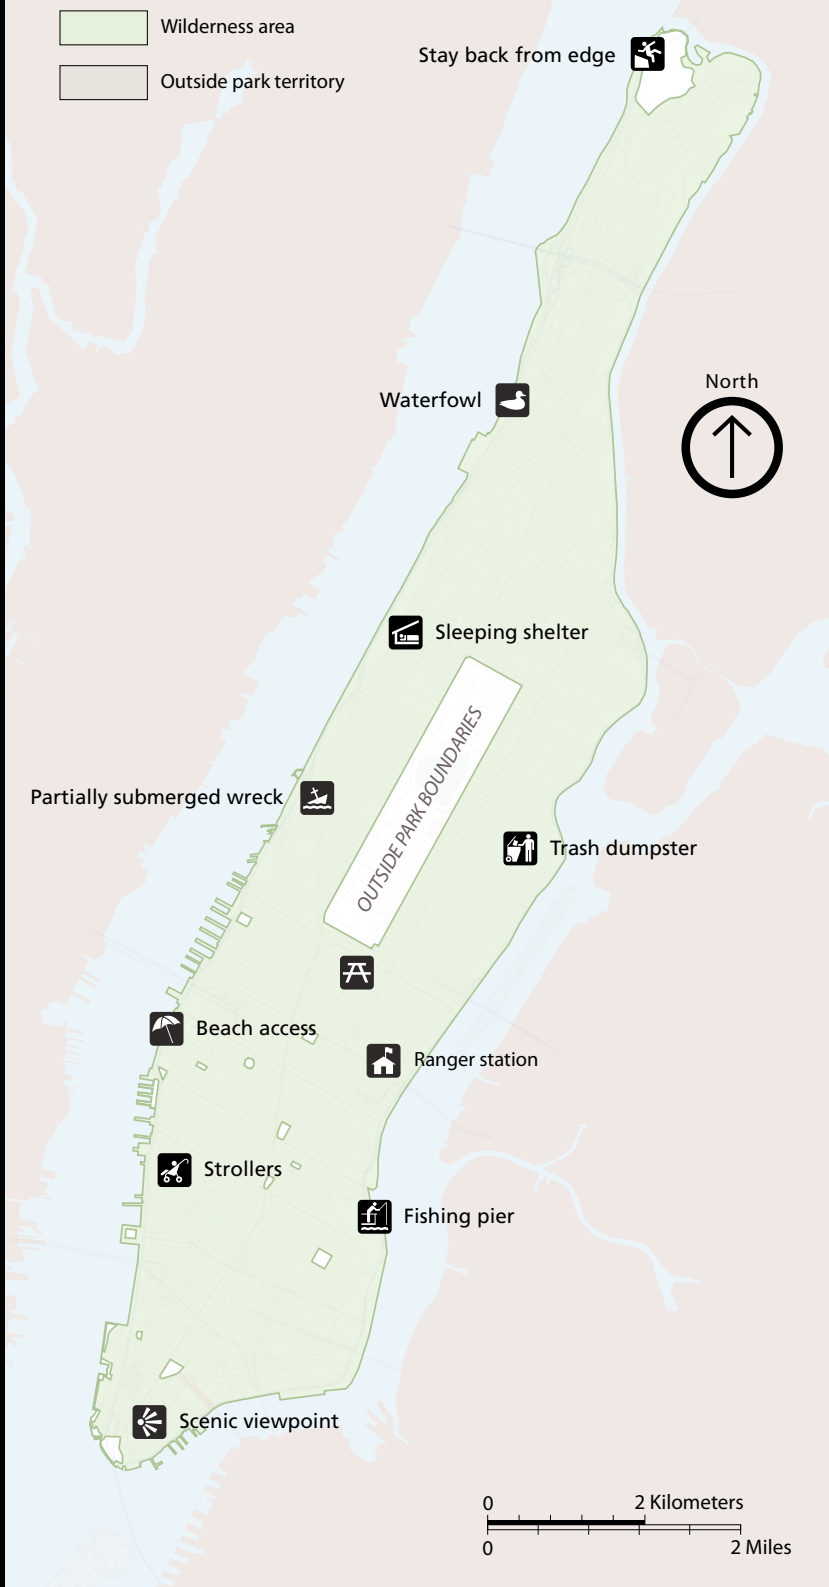 Wilderness area
Outside park territory
Stay back from edge
North
Waterfowl
Sleeping shelter
OUTSIDE PARK BOUNDARIES
Partially submerged wreck
Trash dumpster
Beach access
Ranger station
Strollers
Fishing pier
Scenic viewpoint
0 2 Kilometers
0 2 Miles